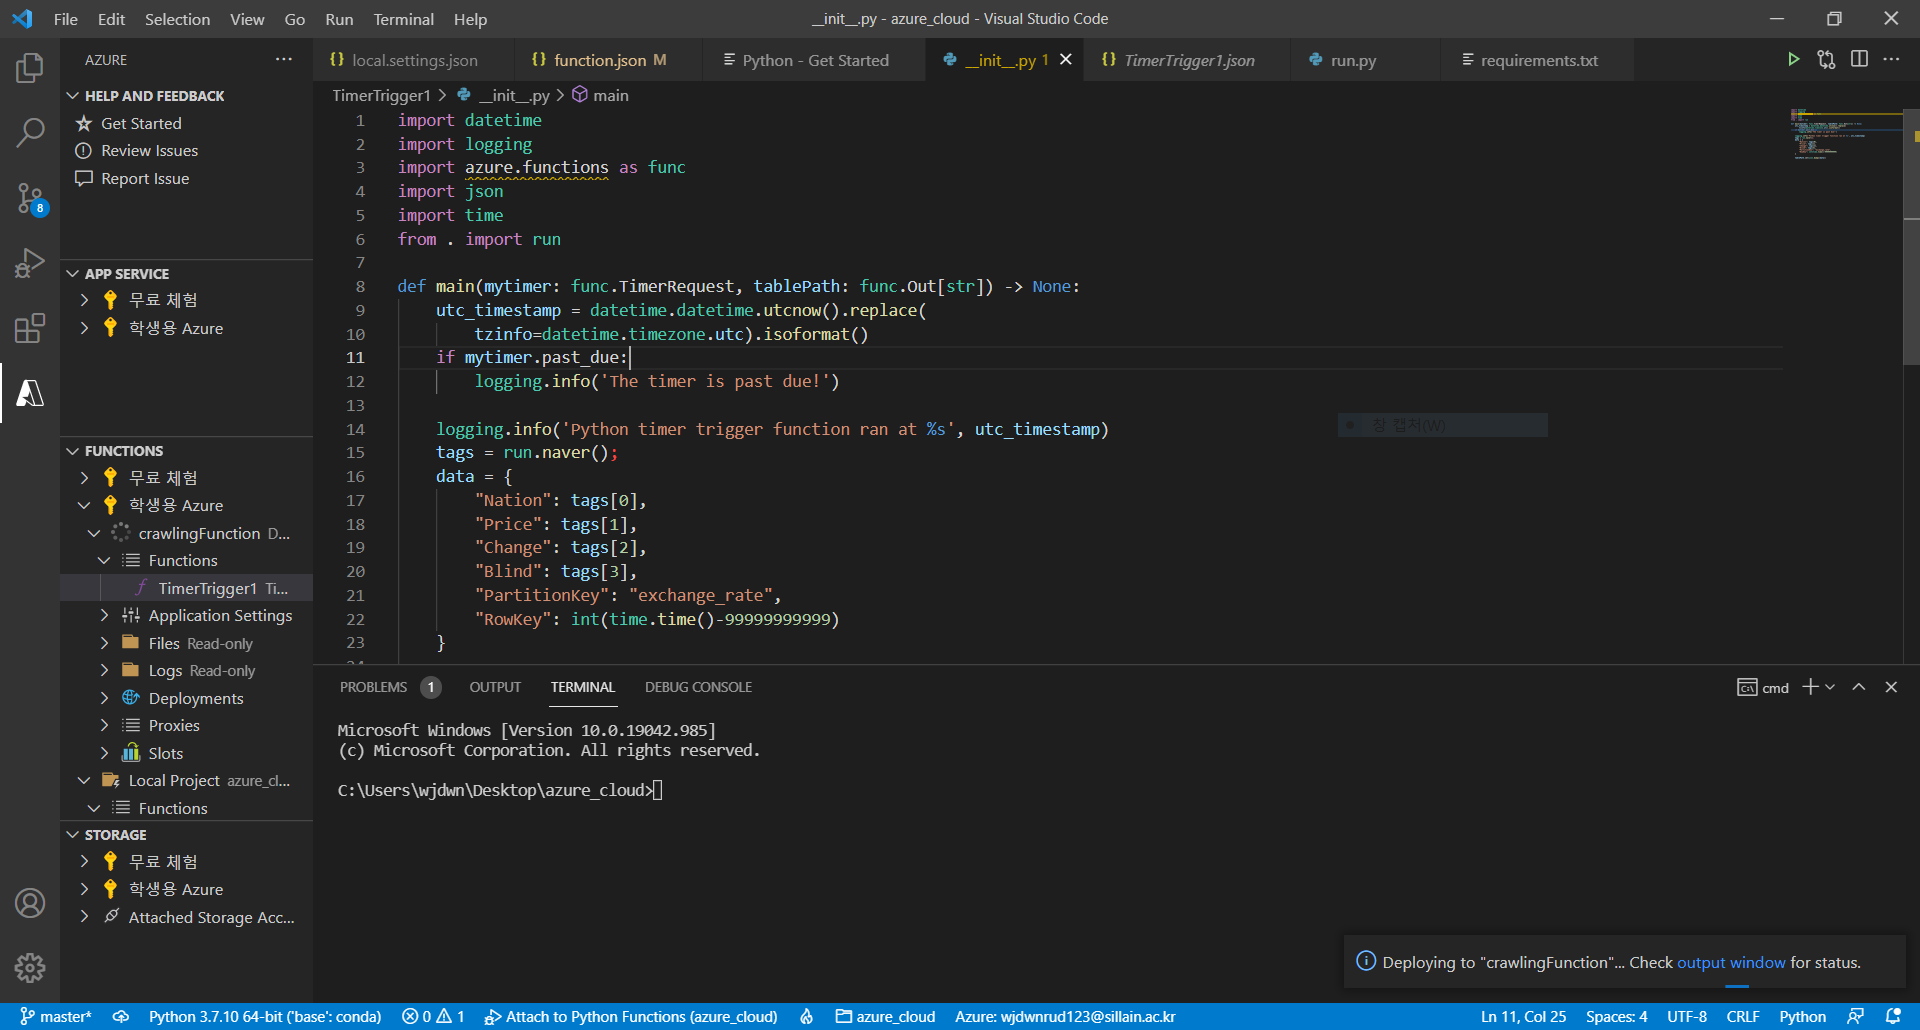 File Edit Selection View Go Run Terminal Help
__init__.py - azure_cloud - Visual Studio Code
AZURE
HELP AND FEEDBACK
Get Started
Review Issues
Report Issue
8
APP SERVICE
무료 체험
학생용 Azure
FUNCTIONS
무료 체험
학생용 Azure
crawlingFunction D...
Functions
TimerTrigger1 Ti...
Application Settings
Files Read-only
Logs Read-only
Deployments
Proxies
Slots
Local Project azure_cl...
Functions
STORAGE
무료 체험
학생용 Azure
Attached Storage Acc...
local.settings.json
function.json M
Python - Get Started
__init__.py 1
TimerTrigger1.json
run.py
requirements.txt
TimerTrigger1 > __init__.py > main
1 import datetime
2 import logging
3 import azure.functions as func
4 import json
5 import time
6 from . import run
7
8 def main(mytimer: func.TimerRequest, tablePath: func.Out[str]) -> None:
9 utc_timestamp = datetime.datetime.utcnow().replace(
10 tzinfo=datetime.timezone.utc).isoformat()
11 if mytimer.past_due:
12 logging.info('The timer is past due!')
13
14 logging.info('Python timer trigger function ran at %s', utc_timestamp)
15 tags = run.naver();
16 data = {
17 "Nation": tags[0],
18 "Price": tags[1],
19 "Change": tags[2],
20 "Blind": tags[3],
21 "PartitionKey": "exchange_rate",
22 "RowKey": int(time.time()-99999999999)
23 }
창 캡처(W)
PROBLEMS 1 OUTPUT TERMINAL DEBUG CONSOLE
cmd
Microsoft Windows [Version 10.0.19042.985]
(c) Microsoft Corporation. All rights reserved.
C:\Users\wjdwn\Desktop\azure_cloud>
Deploying to "crawlingFunction"... Check output window for status.
master* Python 3.7.10 64-bit ('base': conda) 0 1 Attach to Python Functions (azure_cloud) azure_cloud Azure: wjdwnrud123@sillain.ac.kr Ln 11, Col 25 Spaces: 4 UTF-8 CRLF Python